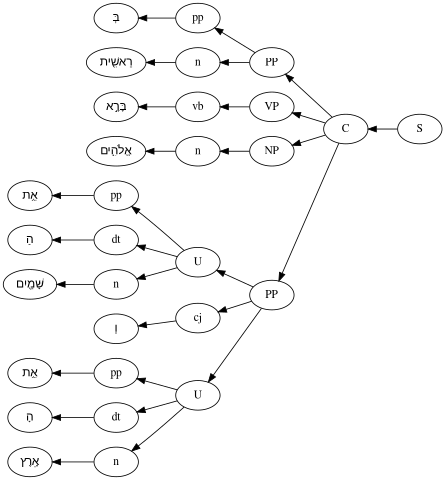 בְּ pp
רֵאשִׁ֖ית n PP
בָּרָ֣א vb VP
C S
אֱלֹהִ֑ים n NP
אֵ֥ת pp
הַ dt
U
שָּׁמַ֖יִם n
PP
וְ cj
אֵ֥ת pp
U
הָ dt
אָֽרֶץ n